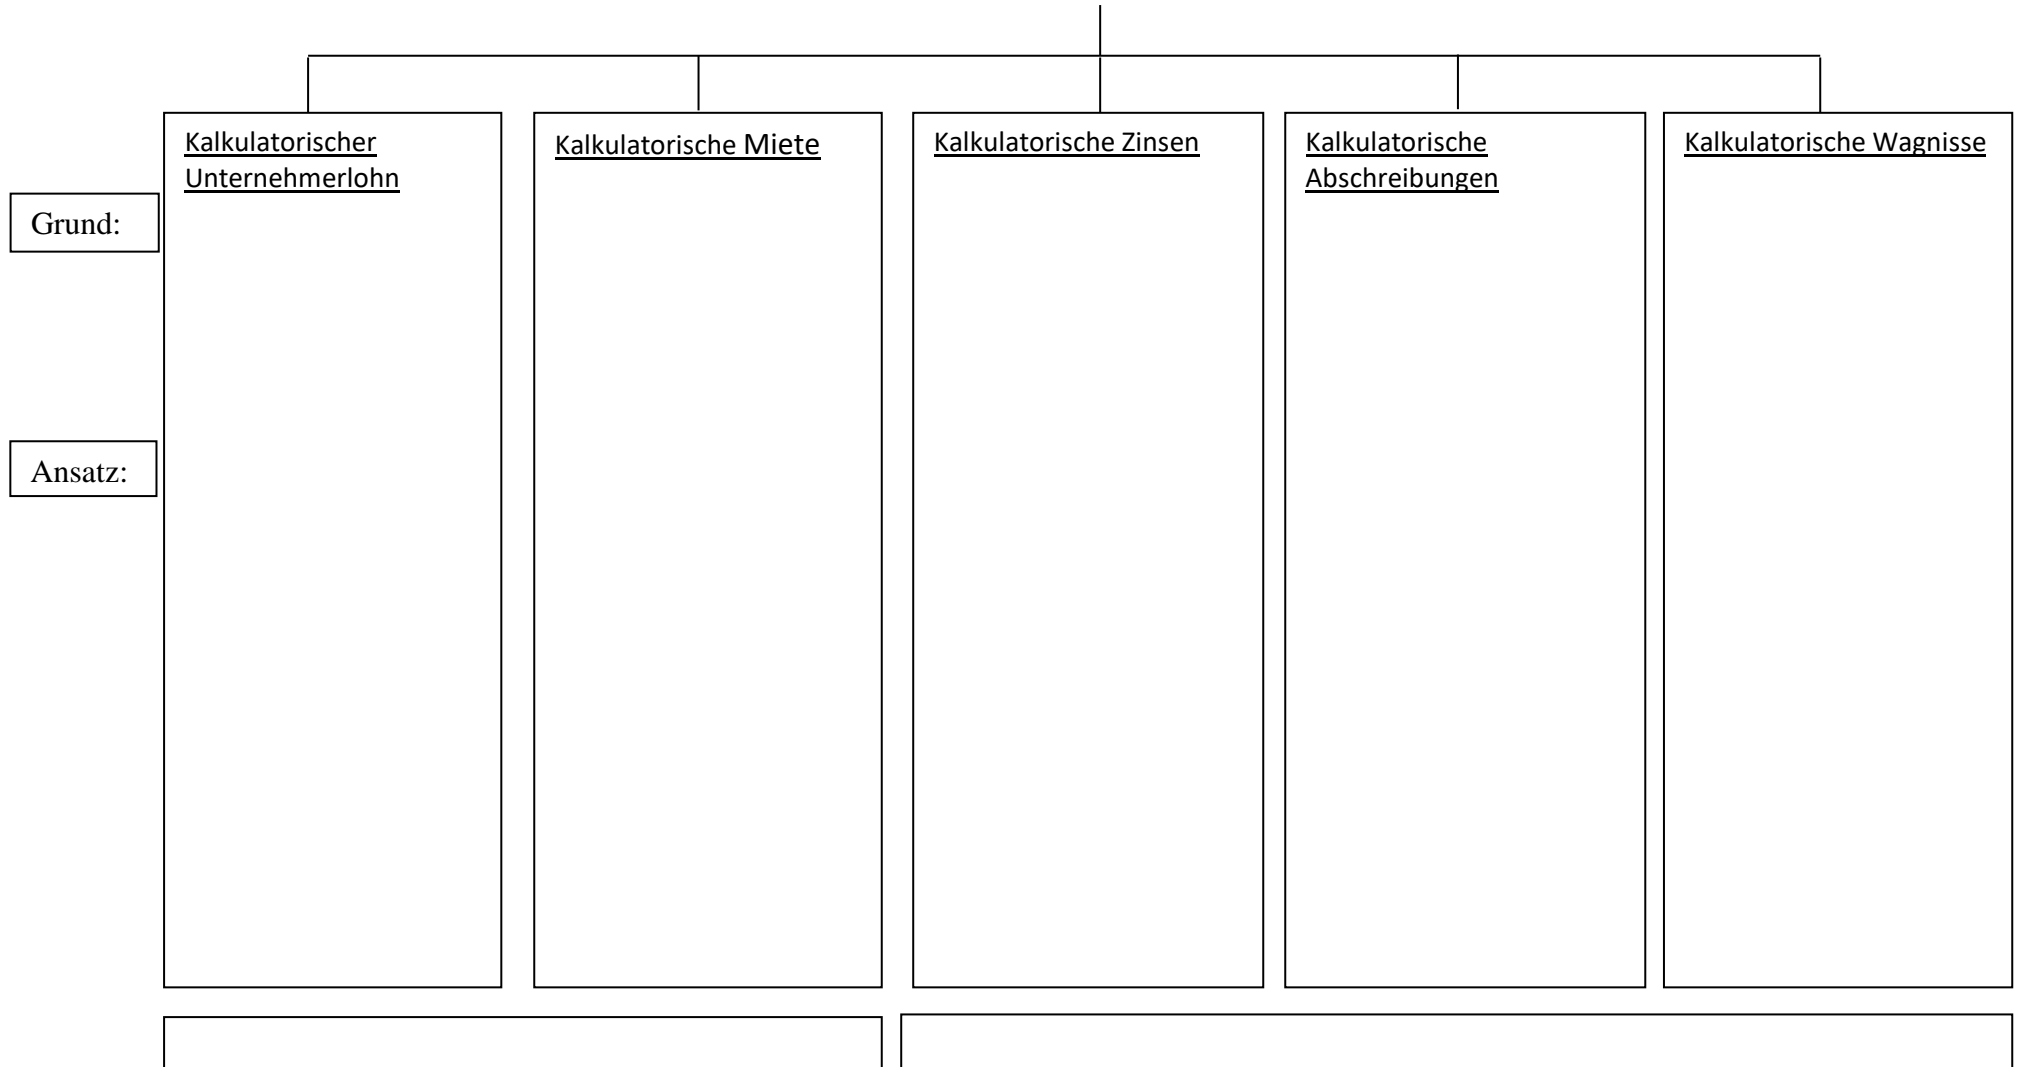 Kalkulatorischer
Unternehmerlohn
Kalkulatorische Miete
Kalkulatorische Zinsen
Kalkulatorische
Abschreibungen
Kalkulatorische Wagnisse
Grund:
Ansatz: